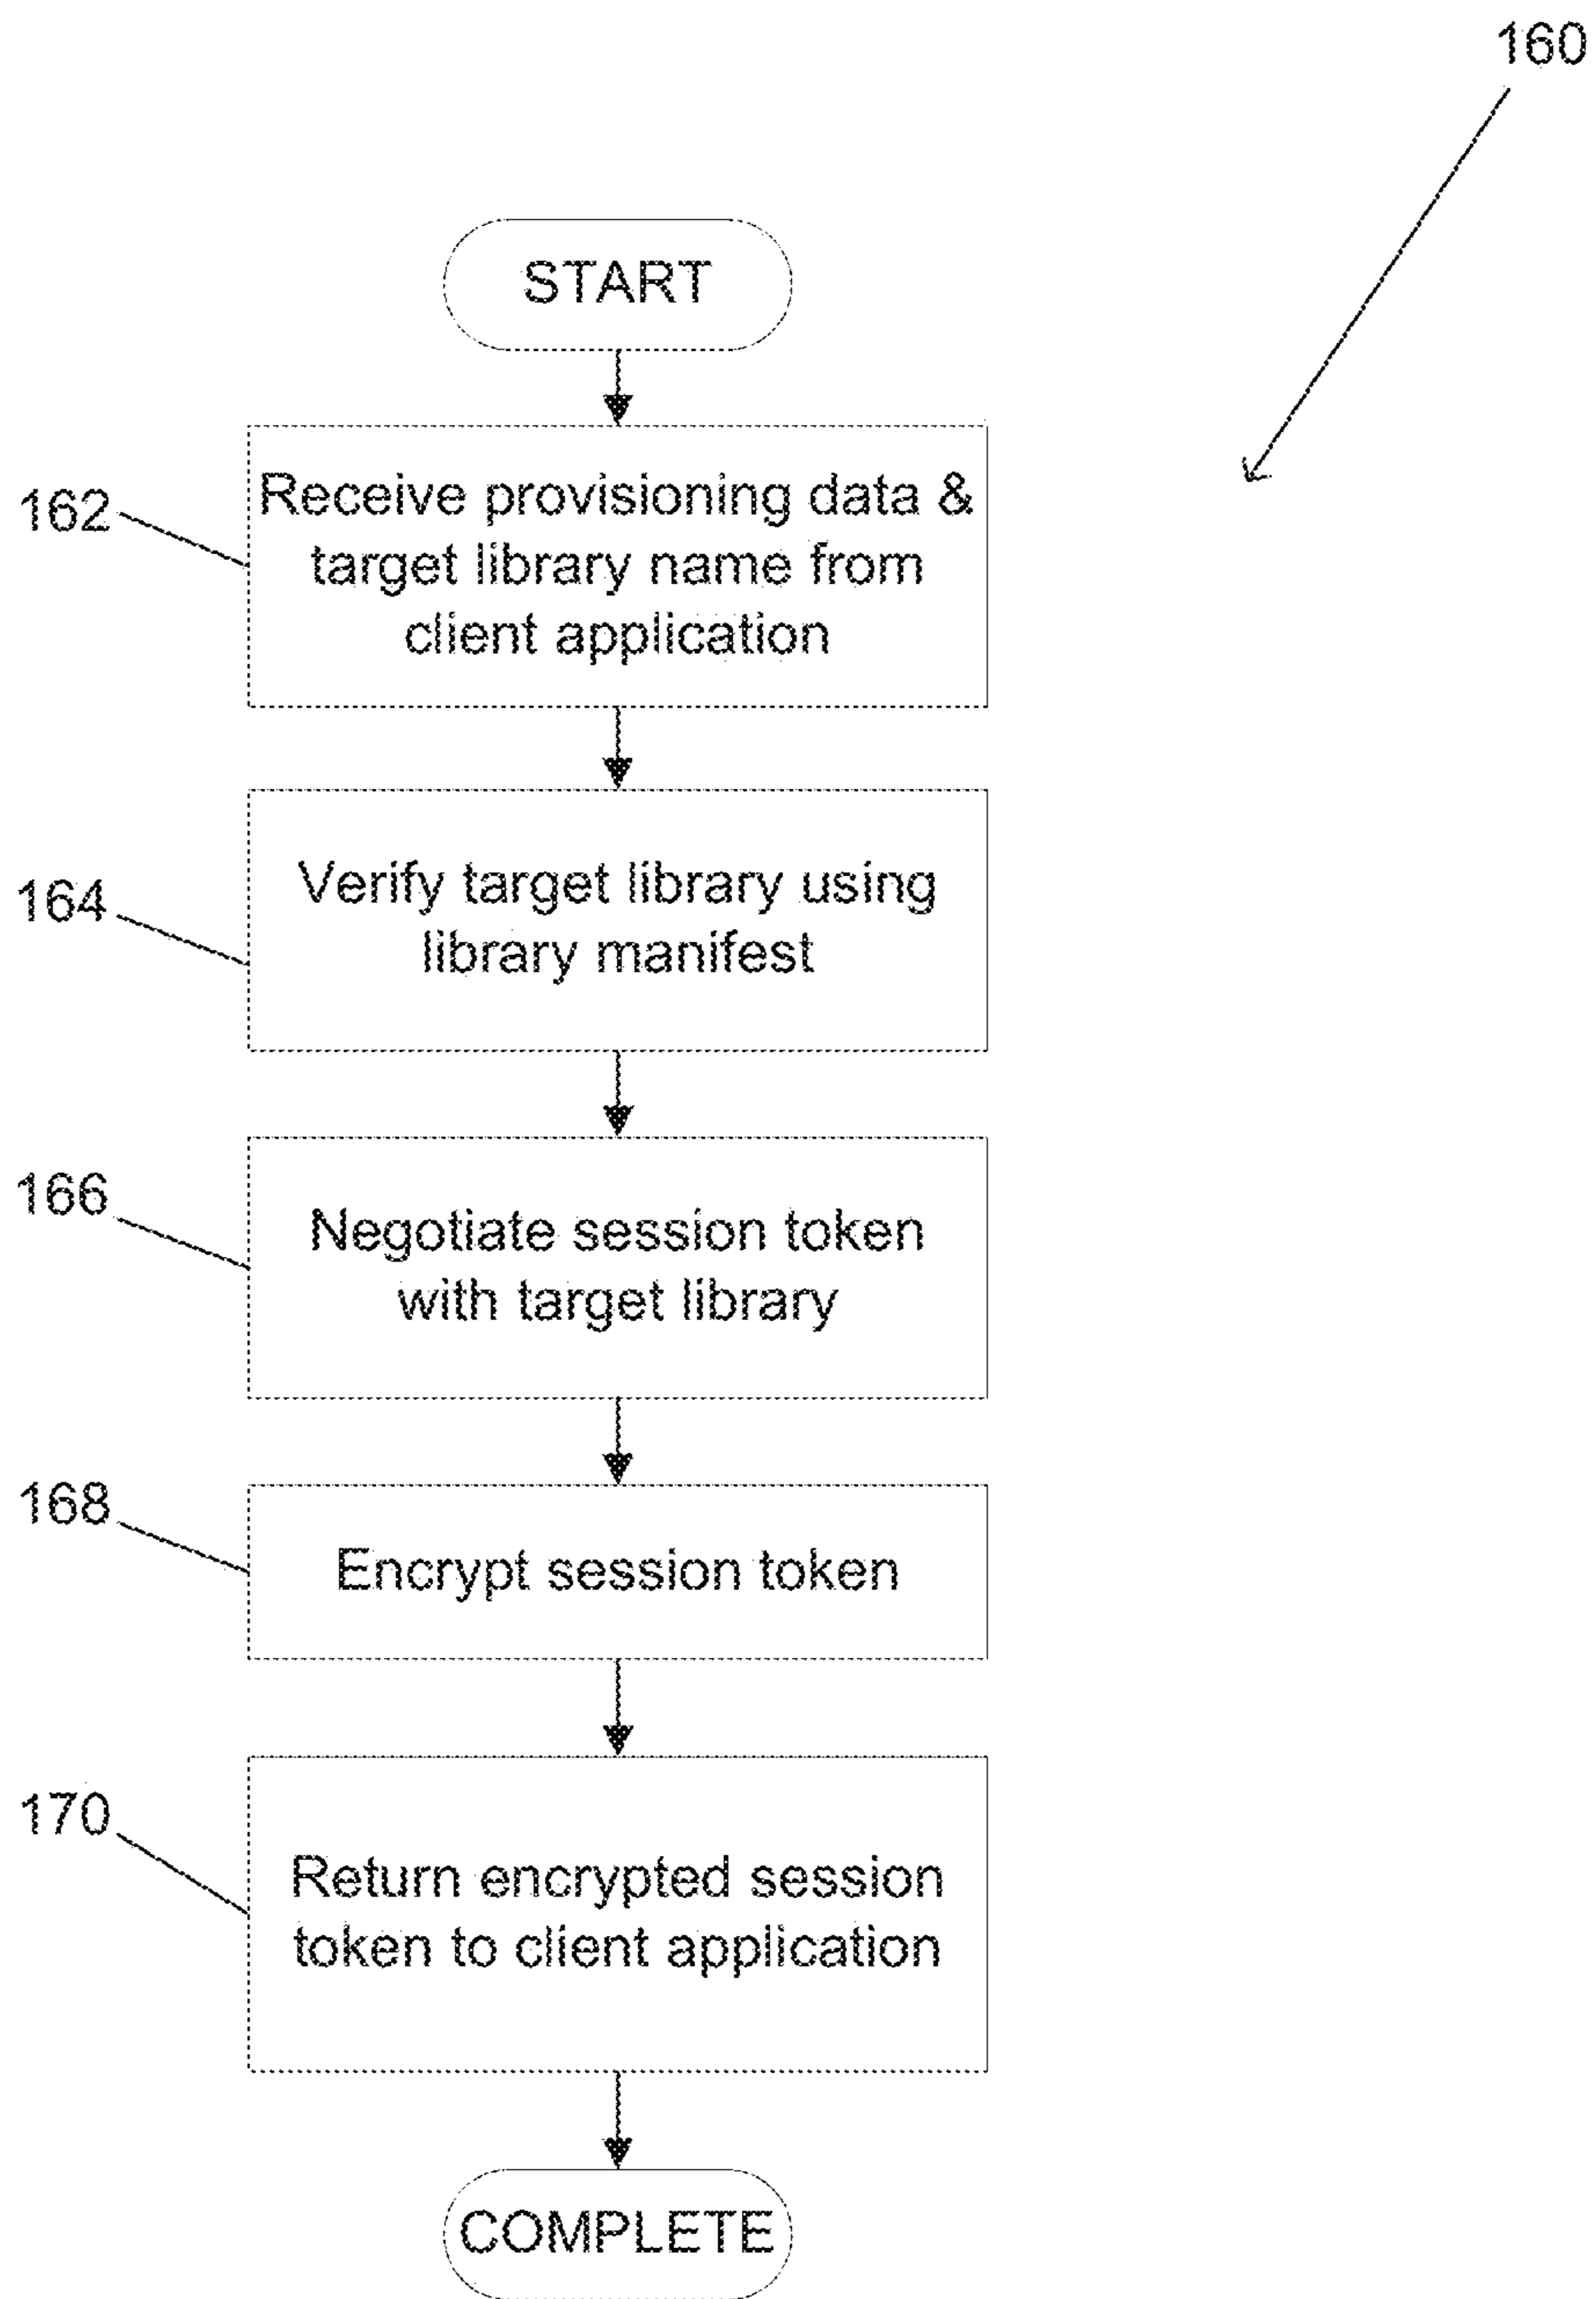 160
START
162
Receive provisioning data &
target library name from
client application
164
Verify target library using
library manifest
166
Negotiate session token
with target library
168
Encrypt session token
170
Return encrypted session
token to client application
COMPLETE